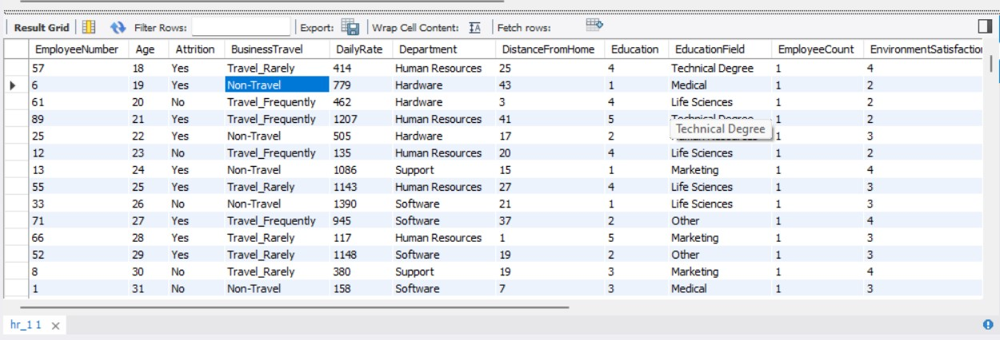 Result Grid Filter Rows: Export: Wrap Cell Content: Fetch rows:
EmployeeNumber Age Attrition BusinessTravel DailyRate Department DistanceFromHome Education EducationField EmployeeCount EnvironmentSatisfaction
57 18 Yes Travel_Rarely 414 Human Resources 25 4 Technical Degree 1 4
6 19 Yes Non-Travel 779 Hardware 43 1 Medical 1 2
61 20 No Travel_Frequently 462 Hardware 3 4 Life Sciences 1 2
89 21 Yes Travel_Frequently 1207 Human Resources 41 5 Technical Degree 1 2
Technical Degree
25 22 Yes Non-Travel 505 Hardware 17 2 Human Resources 1 3
12 23 No Travel_Frequently 135 Human Resources 20 4 Life Sciences 1 2
13 24 Yes Non-Travel 1086 Support 15 1 Marketing 1 4
55 25 Yes Travel_Rarely 1143 Human Resources 27 4 Life Sciences 1 3
33 26 No Non-Travel 1390 Software 21 1 Life Sciences 1 3
71 27 Yes Travel_Frequently 945 Software 37 2 Other 1 4
66 28 Yes Travel_Rarely 117 Human Resources 1 5 Marketing 1 3
52 29 Yes Travel_Rarely 1148 Software 19 2 Other 1 3
8 30 No Travel_Rarely 380 Support 19 3 Marketing 1 4
1 31 No Non-Travel 158 Software 7 3 Medical 1 3
hr_1 1